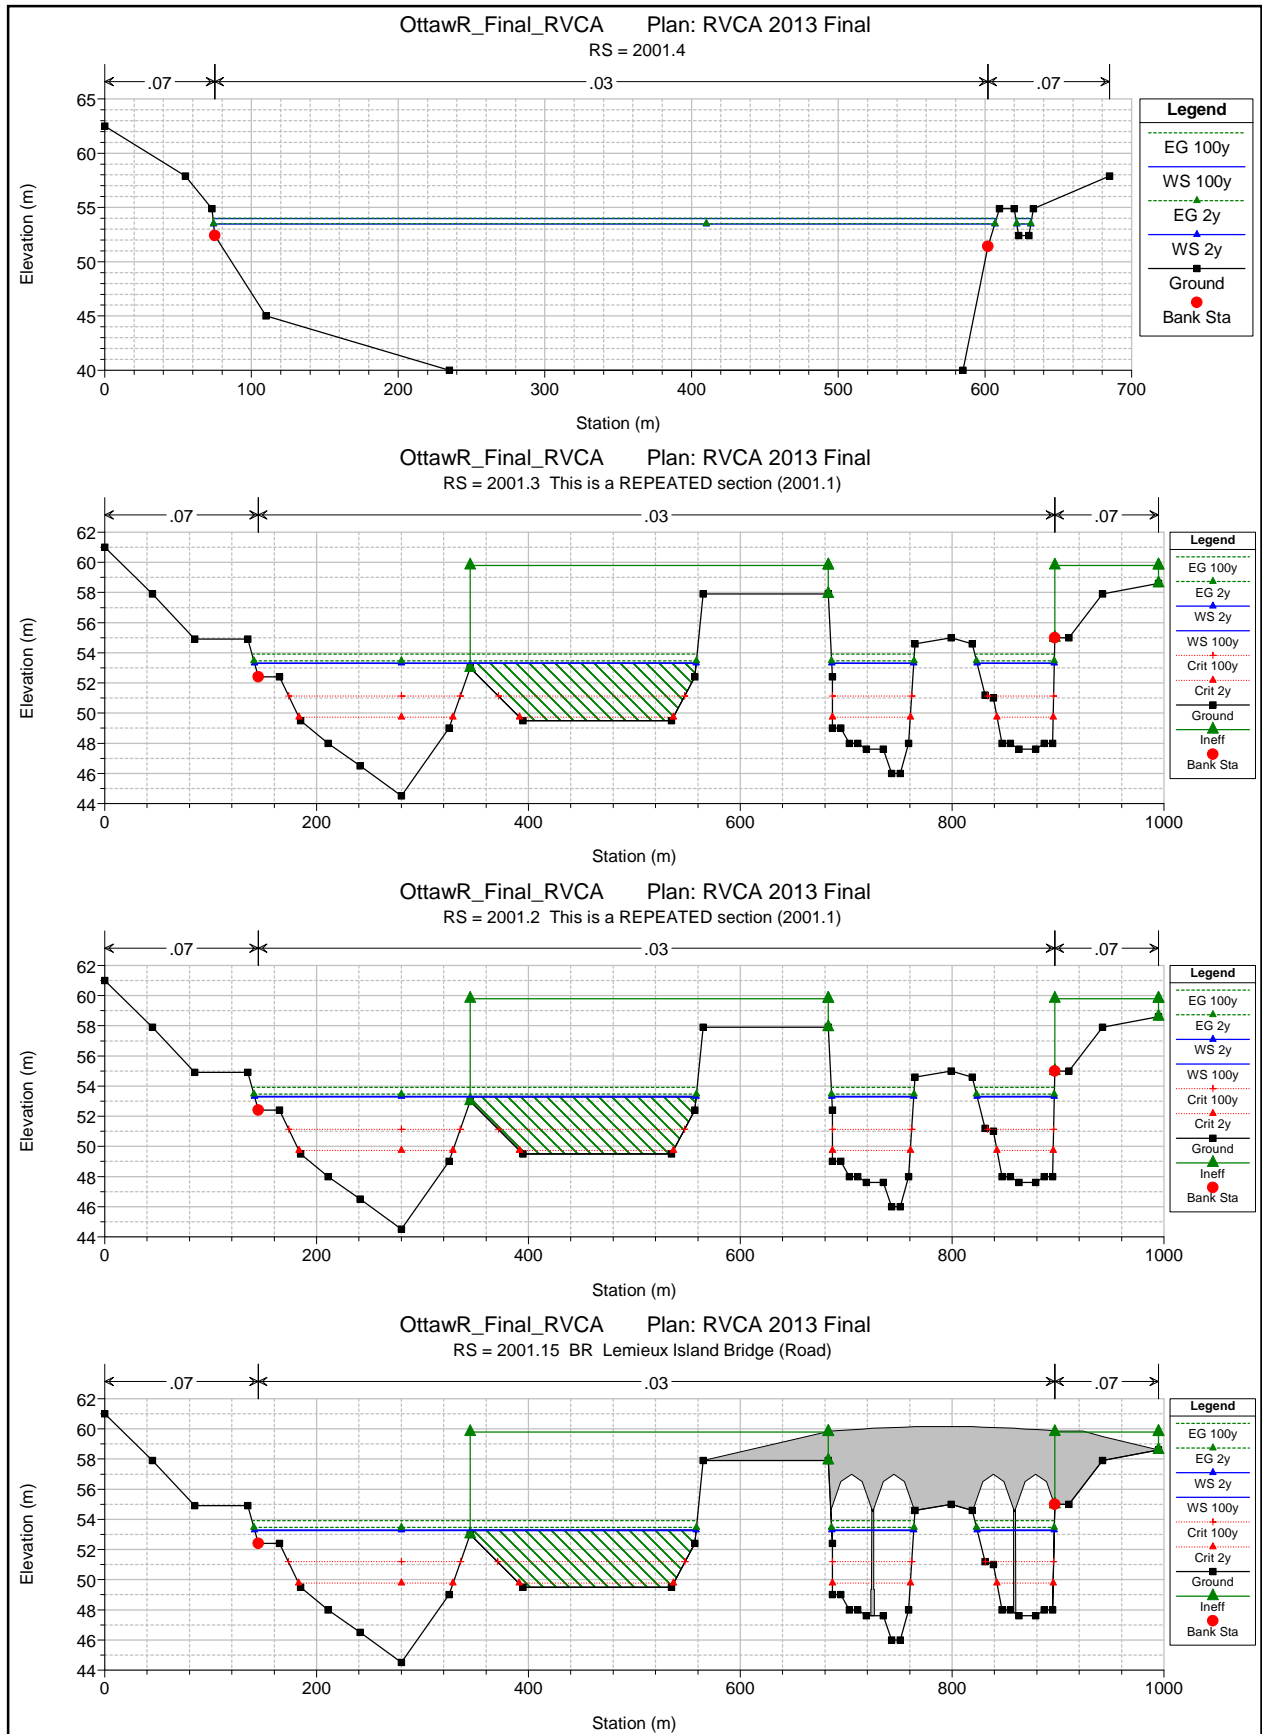 OttawR_Final_RVCA Plan: RVCA 2013 Final
RS = 2001.4
.07 .03 .07
65
60
55
50
45
40
Elevation (m)
0 100 200 300 400 500 600 700
Station (m)
Legend
EG 100y
WS 100y
EG 2y
WS 2y
Ground
Bank Sta
OttawR_Final_RVCA Plan: RVCA 2013 Final
RS = 2001.3 This is a REPEATED section (2001.1)
.07 .03 .07
62
60
58
56
54
52
50
48
46
44
Elevation (m)
0 200 400 600 800 1000
Station (m)
Legend
EG 100y
EG 2y
WS 2y
WS 100y
Crit 100y
Crit 2y
Ground
Ineff
Bank Sta
OttawR_Final_RVCA Plan: RVCA 2013 Final
RS = 2001.2 This is a REPEATED section (2001.1)
.07 .03 .07
62
60
58
56
54
52
50
48
46
44
Elevation (m)
0 200 400 600 800 1000
Station (m)
Legend
EG 100y
EG 2y
WS 2y
WS 100y
Crit 100y
Crit 2y
Ground
Ineff
Bank Sta
OttawR_Final_RVCA Plan: RVCA 2013 Final
RS = 2001.15 BR Lemieux Island Bridge (Road)
.07 .03 .07
62
60
58
56
54
52
50
48
46
44
Elevation (m)
0 200 400 600 800 1000
Station (m)
Legend
EG 100y
EG 2y
WS 2y
WS 100y
Crit 100y
Crit 2y
Ground
Ineff
Bank Sta